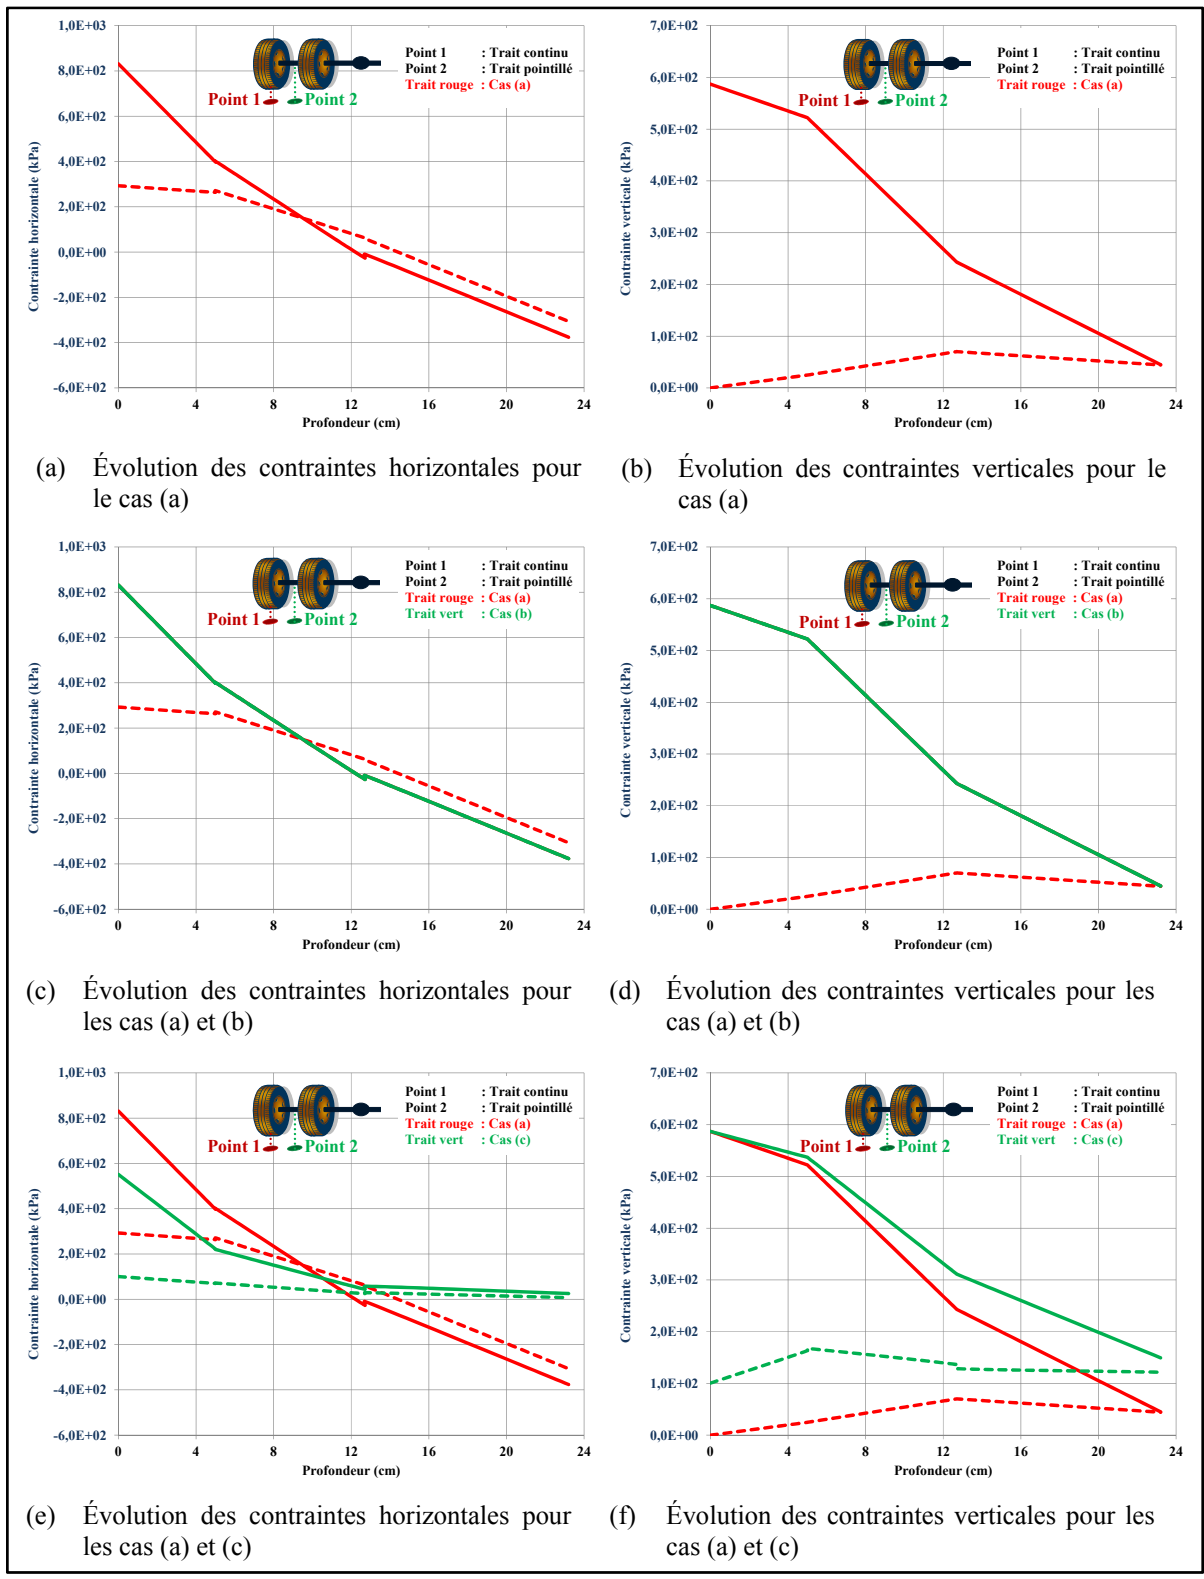 1,0E+03
8,0E+02
6,0E+02
4,0E+02
2,0E+02
0,0E+00
-2,0E+02
-4,0E+02
-6,0E+02
Contrainte horizontale (kPa)
0 4 8 12 16 20 24
Profondeur (cm)
Point 1 : Trait continu
Point 2 : Trait pointillé
Trait rouge : Cas (a)
Point 1 Point 2
(a) Évolution des contraintes horizontales pour
le cas (a)
7,0E+02
6,0E+02
5,0E+02
4,0E+02
3,0E+02
2,0E+02
1,0E+02
0,0E+00
Contrainte verticale (kPa)
0 4 8 12 16 20 24
Profondeur (cm)
Point 1 : Trait continu
Point 2 : Trait pointillé
Trait rouge : Cas (a)
Point 1 Point 2
(b) Évolution des contraintes verticales pour le
cas (a)
1,0E+03
8,0E+02
6,0E+02
4,0E+02
2,0E+02
0,0E+00
-2,0E+02
-4,0E+02
-6,0E+02
Contrainte horizontale (kPa)
0 4 8 12 16 20 24
Profondeur (cm)
Point 1 : Trait continu
Point 2 : Trait pointillé
Trait rouge : Cas (a)
Trait vert : Cas (b)
Point 1 Point 2
(c) Évolution des contraintes horizontales pour
les cas (a) et (b)
7,0E+02
6,0E+02
5,0E+02
4,0E+02
3,0E+02
2,0E+02
1,0E+02
0,0E+00
Contrainte verticale (kPa)
0 4 8 12 16 20 24
Profondeur (cm)
Point 1 : Trait continu
Point 2 : Trait pointillé
Trait rouge : Cas (a)
Trait vert : Cas (b)
Point 1 Point 2
(d) Évolution des contraintes verticales pour les
cas (a) et (b)
1,0E+03
8,0E+02
6,0E+02
4,0E+02
2,0E+02
0,0E+00
-2,0E+02
-4,0E+02
-6,0E+02
Contrainte horizontale (kPa)
0 4 8 12 16 20 24
Profondeur (cm)
Point 1 : Trait continu
Point 2 : Trait pointillé
Trait rouge : Cas (a)
Trait vert : Cas (c)
Point 1 Point 2
(e) Évolution des contraintes horizontales pour
les cas (a) et (c)
7,0E+02
6,0E+02
5,0E+02
4,0E+02
3,0E+02
2,0E+02
1,0E+02
0,0E+00
Contrainte verticale (kPa)
0 4 8 12 16 20 24
Profondeur (cm)
Point 1 : Trait continu
Point 2 : Trait pointillé
Trait rouge : Cas (a)
Trait vert : Cas (c)
Point 1 Point 2
(f) Évolution des contraintes verticales pour les
cas (a) et (c)